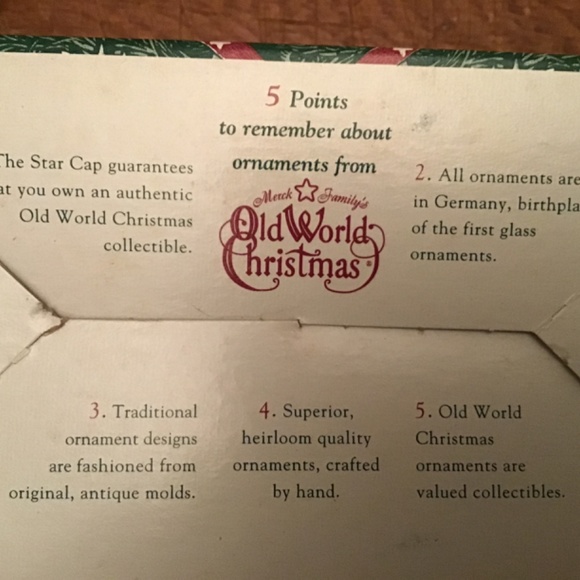 5 Points
to remember about
ornaments from
Merck Family's
Old World
Christmas®
The Star Cap guarantees
at you own an authentic
Old World Christmas
collectible.
2. All ornaments are
in Germany, birthpla
of the first glass
ornaments.
3. Traditional
ornament designs
are fashioned from
original, antique molds.
4. Superior,
heirloom quality
ornaments, crafted
by hand.
5. Old World
Christmas
ornaments are
valued collectibles.